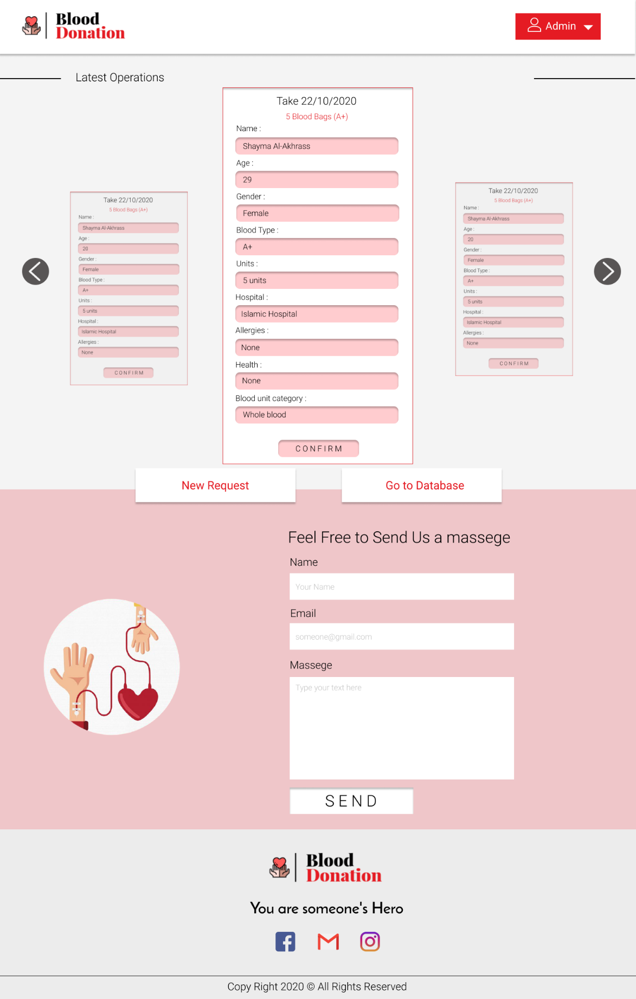 Blood
Donation
Admin
Latest Operations
Take 22/10/2020
5 Blood Bags (A+)
Name :
Shayma Al-Akhrass
Age :
20
Gender :
Female
Blood Type :
A+
Units :
5 units
Hospital :
Islamic Hospital
Allergies :
None
CONFIRM
Take 22/10/2020
5 Blood Bags (A+)
Name :
Shayma Al-Akhrass
Age :
29
Gender :
Female
Blood Type :
A+
Units :
5 units
Hospital :
Islamic Hospital
Allergies :
None
Health :
None
Blood unit category :
Whole blood
CONFIRM
Take 22/10/2020
5 Blood Bags (A+)
Name :
Shayma Al-Akhrass
Age :
20
Gender :
Female
Blood Type :
A+
Units :
5 units
Hospital :
Islamic Hospital
Allergies :
None
CONFIRM
New Request
Go to Database
Feel Free to Send Us a massege
Name
Your Name
Email
someone@gmail.com
Massege
Type your text here
SEND
Blood
Donation
You are someone's Hero
Copy Right 2020 © All Rights Reserved